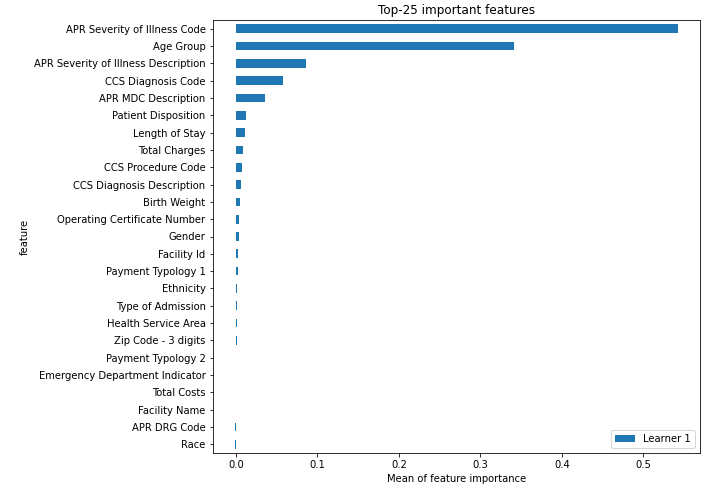 Top-25 important features
APR Severity of Illness Code
Age Group
APR Severity of Illness Description
CCS Diagnosis Code
APR MDC Description
Patient Disposition
Length of Stay
Total Charges
CCS Procedure Code
CCS Diagnosis Description
Birth Weight
Operating Certificate Number
Gender
Facility Id
Payment Typology 1
Ethnicity
Type of Admission
Health Service Area
Zip Code - 3 digits
Payment Typology 2
Emergency Department Indicator
Total Costs
Facility Name
APR DRG Code
Race
feature
Learner 1
0.0 0.1 0.2 0.3 0.4 0.5
Mean of feature importance